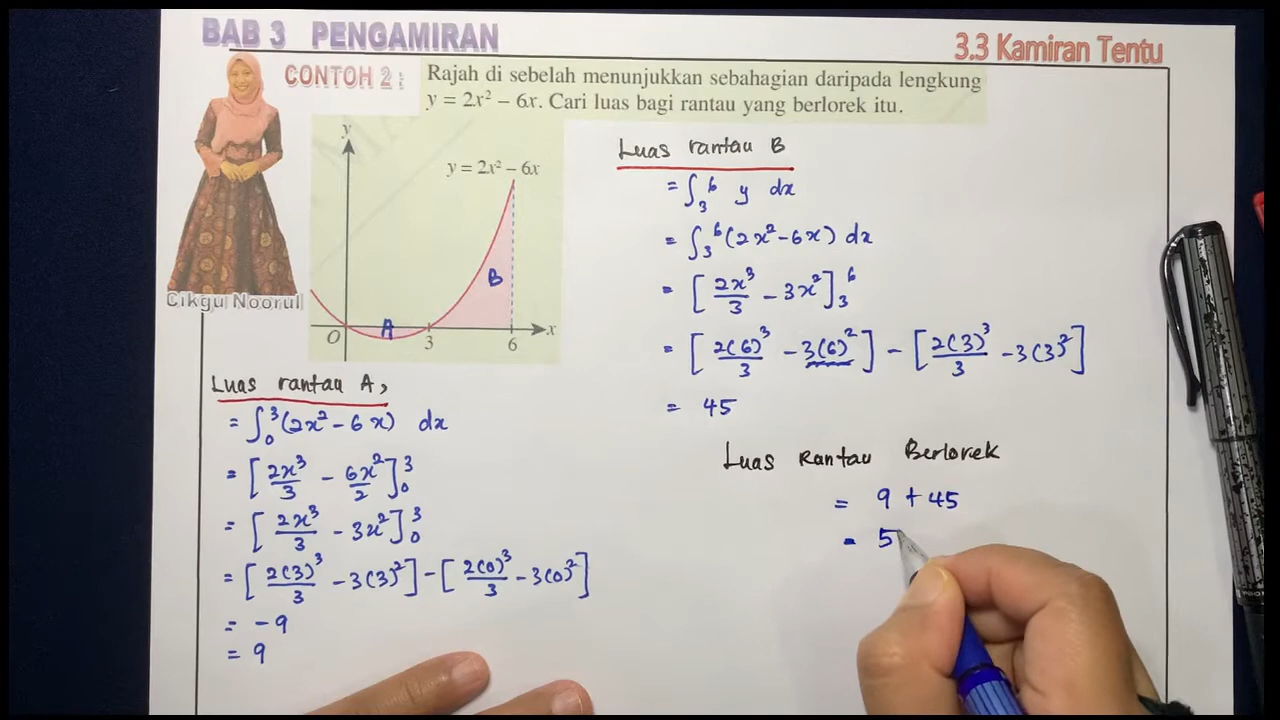 BAB 3 PENGAMIRAN
3.3 Kamiran Tentu
CONTOH 2 :
Rajah di sebelah menunjukkan sebahagian daripada lengkung
y = 2x² – 6x. Cari luas bagi rantau yang berlorek itu.
Cikgu Noorul
y
y = 2x² – 6x
B
A
O
3
6
x
Luas rantau A,
= ∫₀³ (2x² - 6x) dx
= [2x³/3 - 6x²/2]₀³
= [2x³/3 - 3x²]₀³
= [2(3)³/3 - 3(3)²] - [2(0)³/3 - 3(0)²]
= -9
= 9
Luas rantau B
= ∫₃⁶ y dx
= ∫₃⁶ (2x² - 6x) dx
= [2x³/3 - 3x²]₃⁶
= [2(6)³/3 - 3(6)²] - [2(3)³/3 - 3(3)²]
= 45
Luas Rantau Berlorek
= 9 + 45
= 5